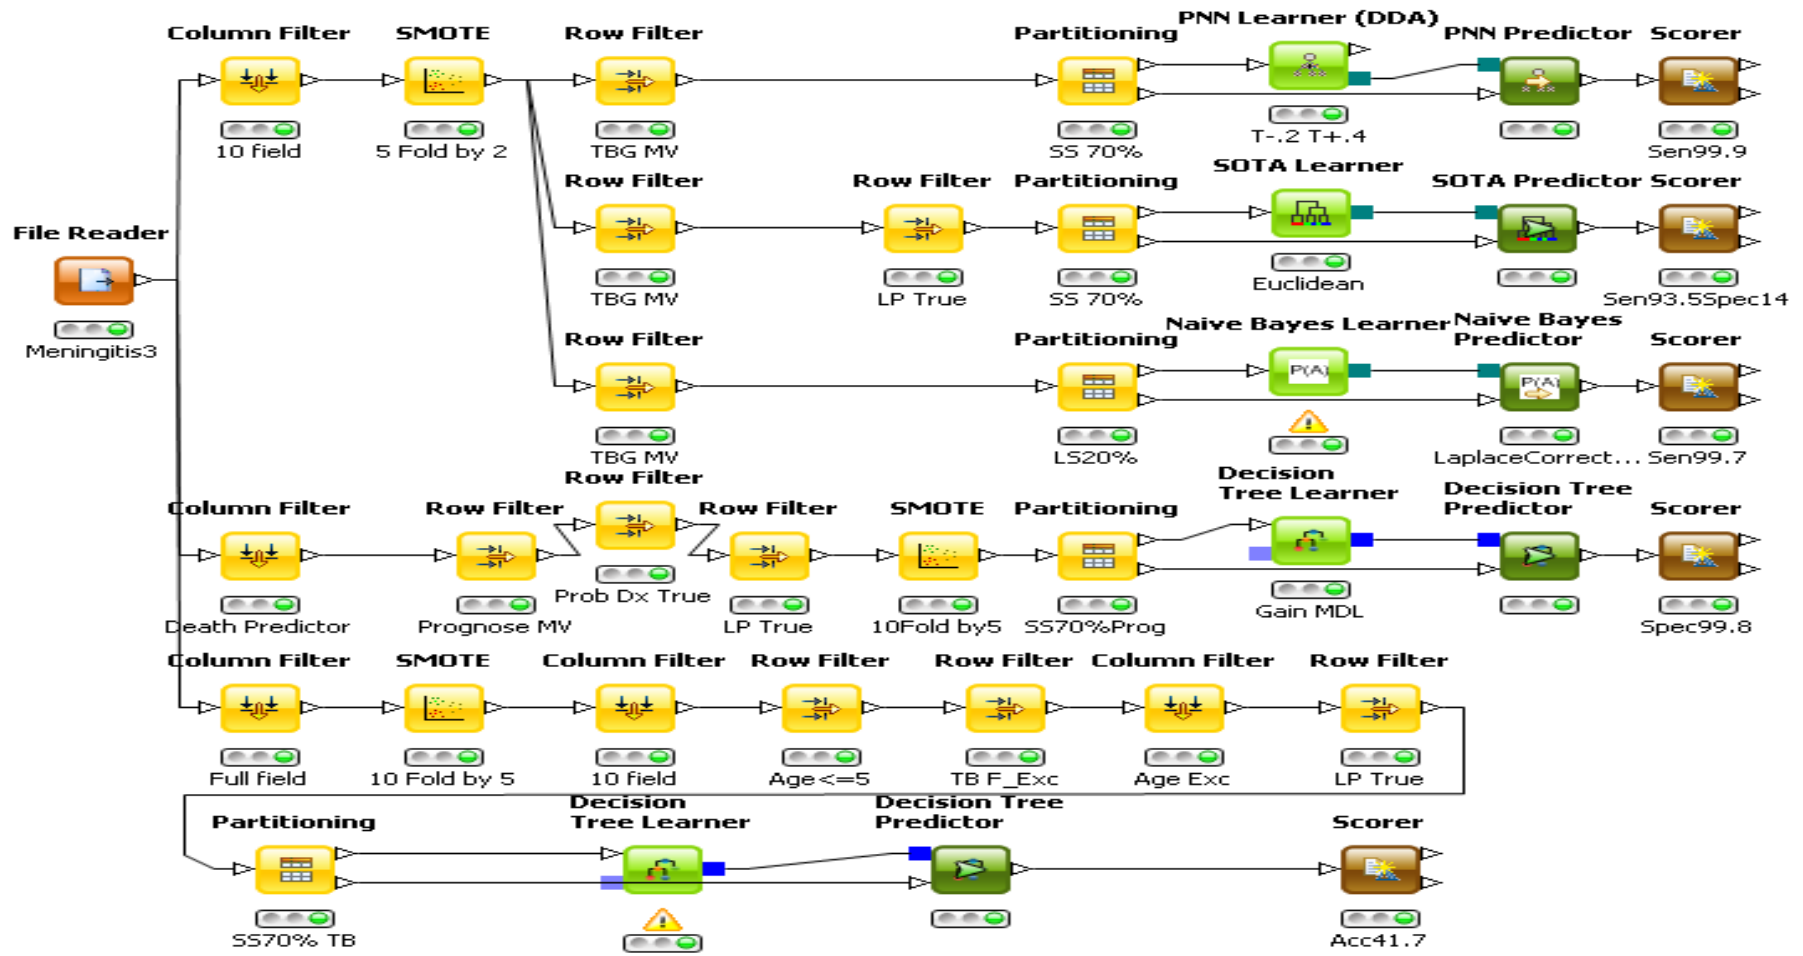 PNN Learner (DDA)
Column Filter SMOTE Row Filter Partitioning PNN Predictor Scorer
10 field 5 Fold by 2 TBG MV SS 70% T-.2 T+.4 Sen99.9
SOTA Learner
Row Filter Row Filter Partitioning SOTA Predictor Scorer
File Reader
TBG MV LP True SS 70% Euclidean Sen93.5Spec14
Meningitis3
Naive Bayes Learner Naive Bayes
Row Filter Partitioning Predictor Scorer
P(A) P(A)
TBG MV LS20% LaplaceCorrect... Sen99.7
Row Filter Decision
Tree Learner Decision Tree
Column Filter Row Filter Row Filter SMOTE Partitioning Predictor Scorer
Prob Dx True Gain MDL
Death Predictor Prognose MV LP True 10Fold by5 SS70%Prog Spec99.8
Column Filter SMOTE Column Filter Row Filter Row Filter Column Filter Row Filter
Full field 10 Fold by 5 10 field Age<=5 TB F_Exc Age Exc LP True
Decision Decision Tree
Partitioning Tree Learner Predictor Scorer
SS70% TB Acc41.7